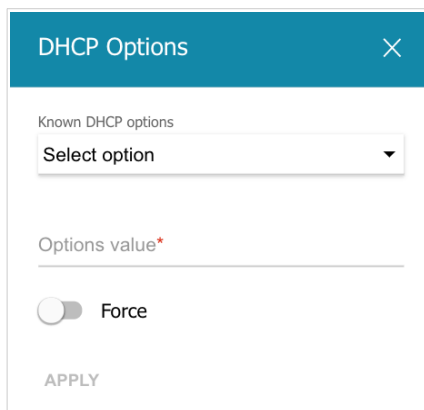 DHCP Options
Known DHCP options
Select option
Options value*
Force
APPLY